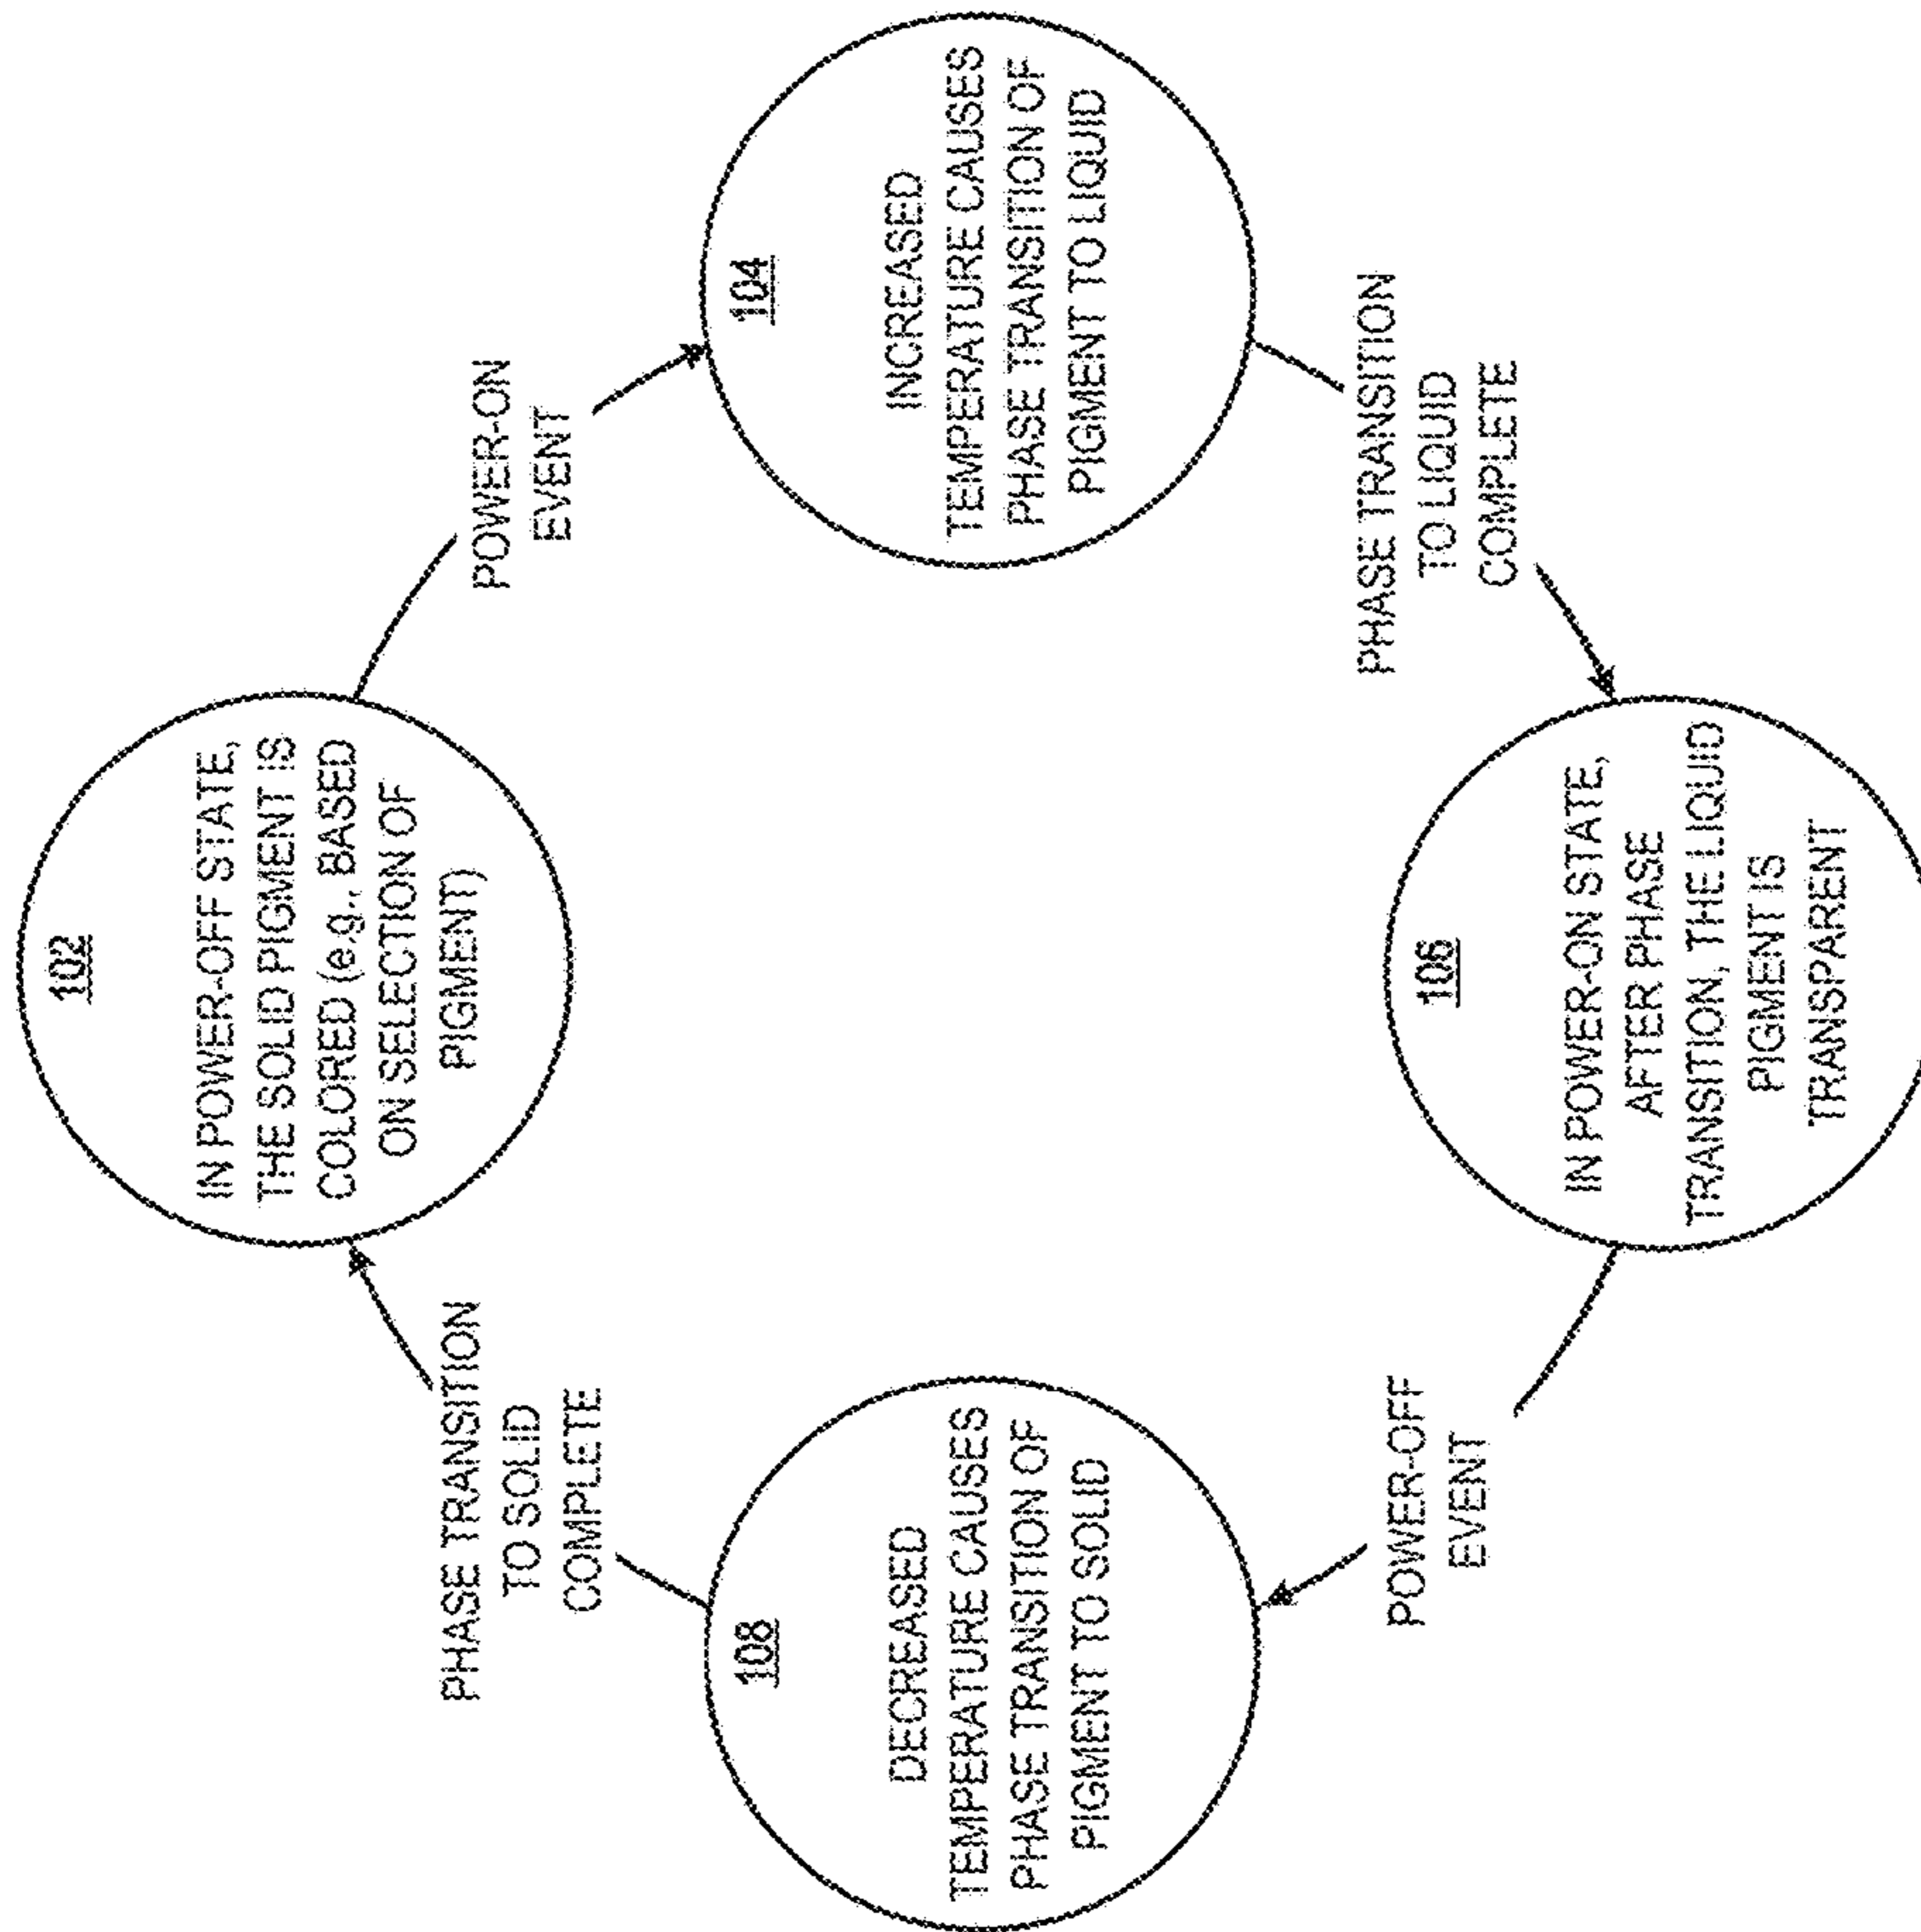 102
IN POWER-OFF STATE,
THE SOLID PIGMENT IS
COLORED (e.g., BASED
ON SELECTION OF
PIGMENT)
POWER-ON
EVENT
104
INCREASED
TEMPERATURE CAUSES
PHASE TRANSITION OF
PIGMENT TO LIQUID
PHASE TRANSITION
TO LIQUID
COMPLETE
106
IN POWER-ON STATE,
AFTER PHASE
TRANSITION, THE LIQUID
PIGMENT IS
TRANSPARENT
POWER-OFF
EVENT
108
DECREASED
TEMPERATURE CAUSES
PHASE TRANSITION OF
PIGMENT TO SOLID
PHASE TRANSITION
TO SOLID
COMPLETE